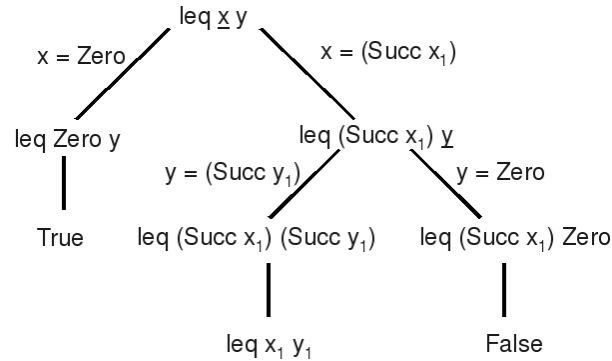 leq x y
x = Zero
x = (Succ x₁)
leq Zero y
leq (Succ x₁) y
y = (Succ y₁)
y = Zero
True
leq (Succ x₁) (Succ y₁)
leq (Succ x₁) Zero
leq x₁ y₁
False